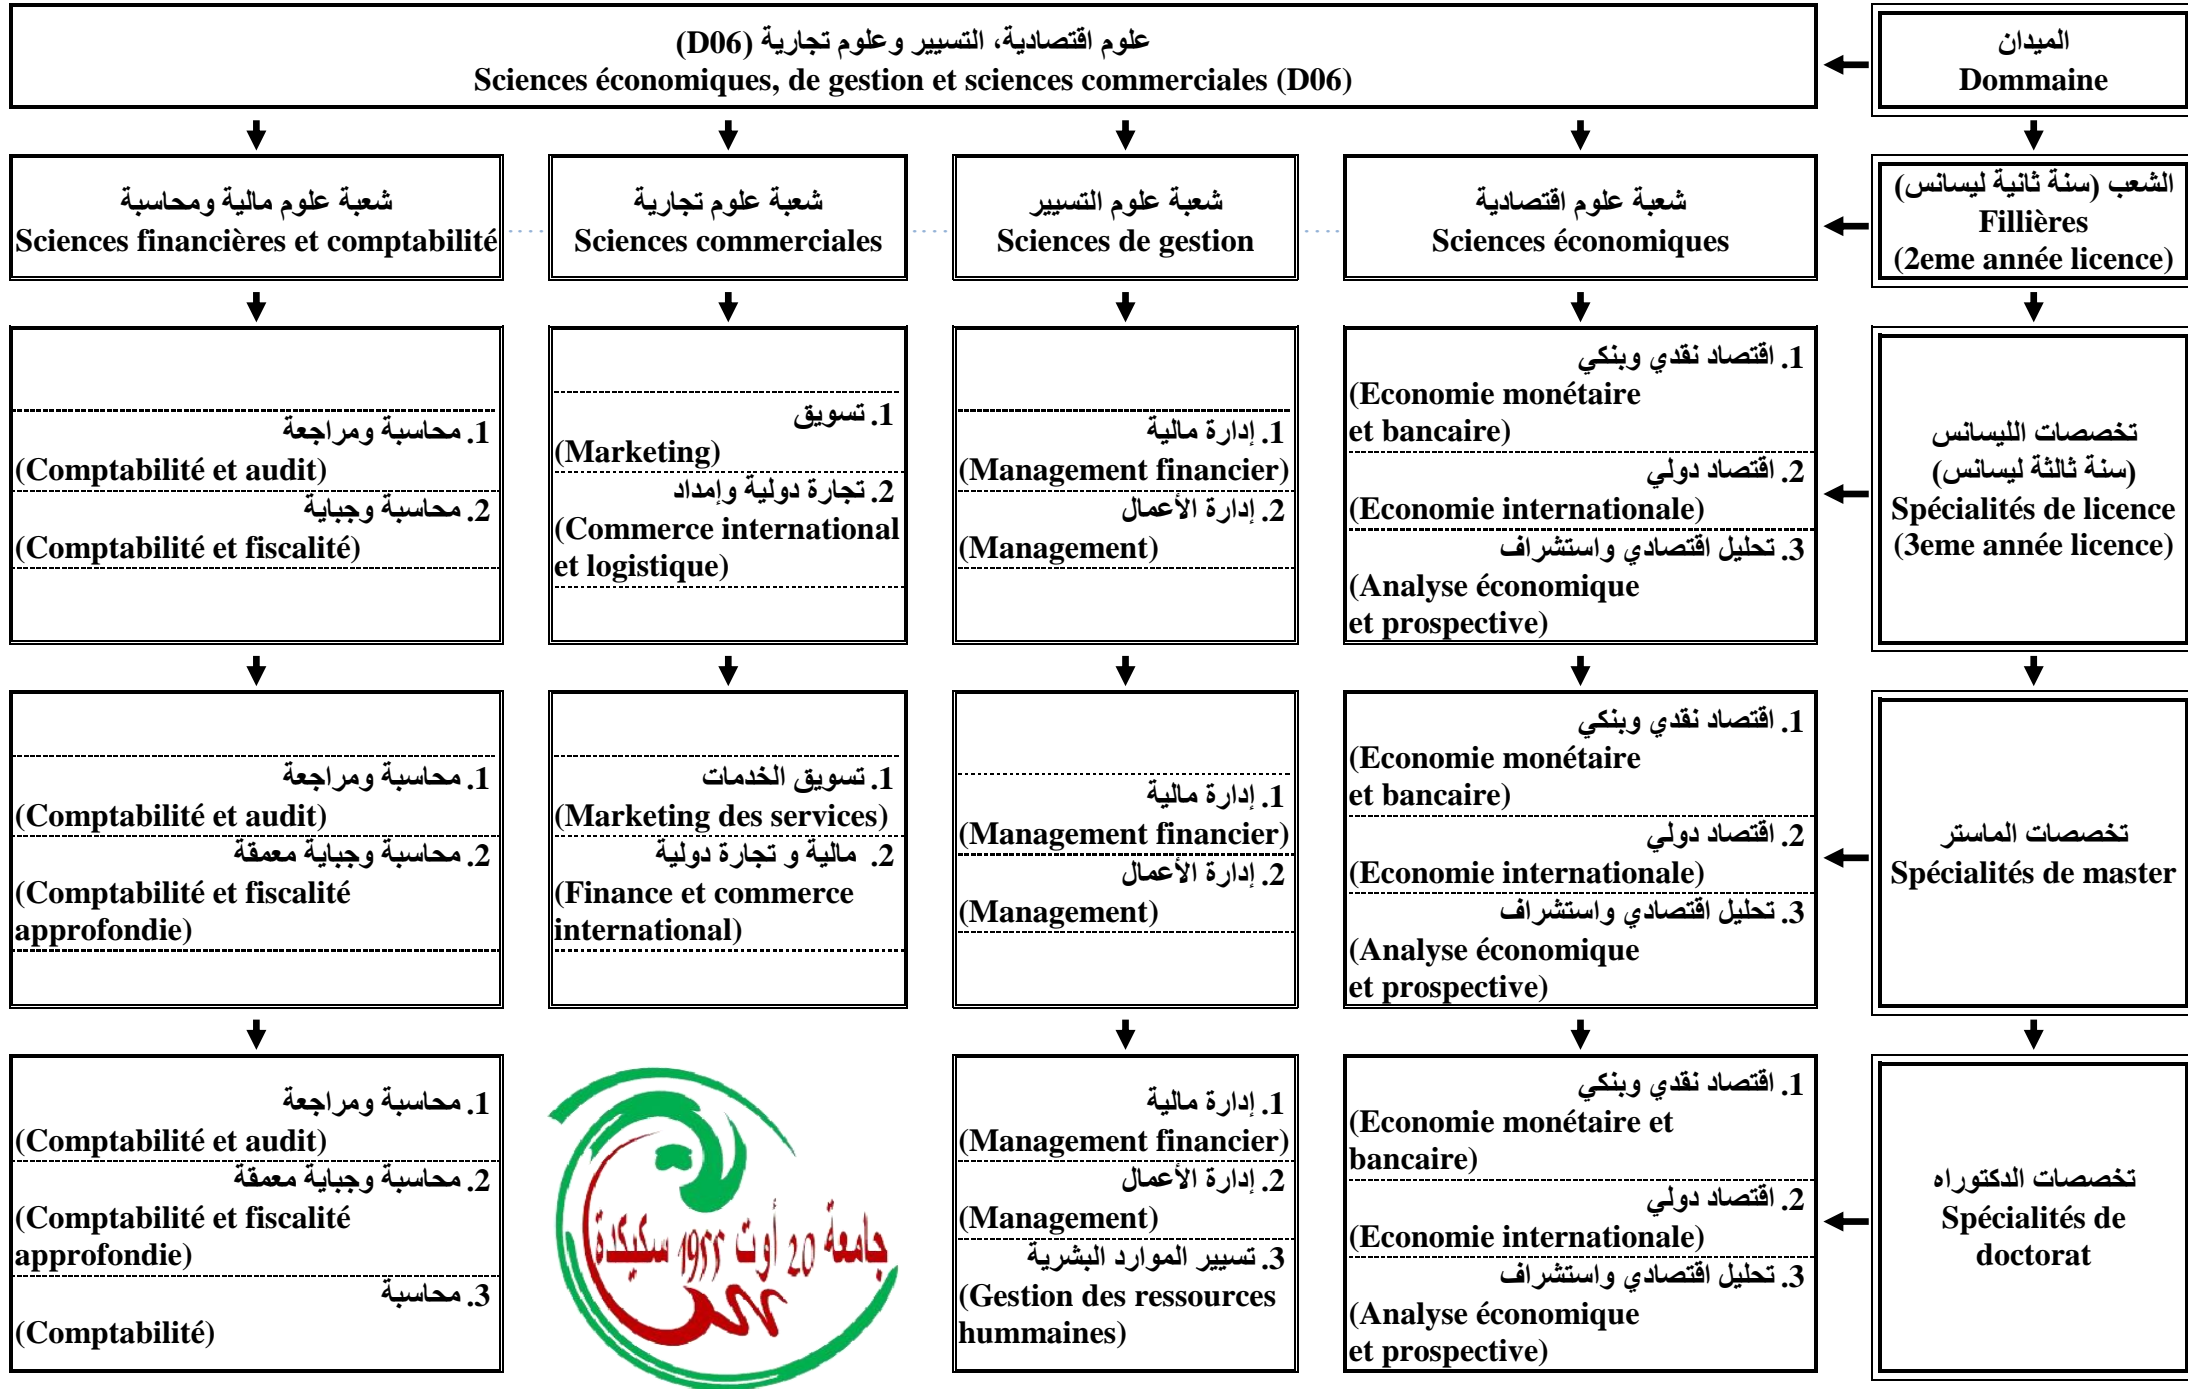 علوم اقتصادية، التسيير وعلوم تجارية (D06)
Sciences économiques, de gestion et sciences commerciales (D06)
الميدان
Dommaine
الشعب (سنة ثانية ليسانس)
Fillières
(2eme année licence)
شعبة علوم اقتصادية
Sciences économiques
شعبة علوم التسيير
Sciences de gestion
شعبة علوم تجارية
Sciences commerciales
شعبة علوم مالية ومحاسبة
Sciences financières et comptabilité
تخصصات الليسانس
(سنة ثالثة ليسانس)
Spécialités de licence
(3eme année licence)
1. اقتصاد نقدي وبنكي
(Economie monétaire
et bancaire)
2. اقتصاد دولي
(Economie internationale)
3. تحليل اقتصادي واستشراف
(Analyse économique
et prospective)
1. إدارة مالية
(Management financier)
2. إدارة الأعمال
(Management)
1. تسويق
(Marketing)
2. تجارة دولية وإمداد
(Commerce international
et logistique)
1. محاسبة ومراجعة
(Comptabilité et audit)
2. محاسبة وجباية
(Comptabilité et fiscalité)
تخصصات الماستر
Spécialités de master
1. اقتصاد نقدي وبنكي
(Economie monétaire
et bancaire)
2. اقتصاد دولي
(Economie internationale)
3. تحليل اقتصادي واستشراف
(Analyse économique
et prospective)
1. إدارة مالية
(Management financier)
2. إدارة الأعمال
(Management)
1. تسويق الخدمات
(Marketing des services)
2. مالية و تجارة دولية
(Finance et commerce
international)
1. محاسبة ومراجعة
(Comptabilité et audit)
2. محاسبة وجباية معمقة
(Comptabilité et fiscalité
approfondie)
تخصصات الدكتوراه
Spécialités de
doctorat
1. اقتصاد نقدي وبنكي
(Economie monétaire et
bancaire)
2. اقتصاد دولي
(Economie internationale)
3. تحليل اقتصادي واستشراف
(Analyse économique
et prospective)
1. إدارة مالية
(Management financier)
2. إدارة الأعمال
(Management)
3. تسيير الموارد البشرية
(Gestion des ressources
hummaines)
جامعة 20 أوت 1955 سكيكدة
1. محاسبة ومراجعة
(Comptabilité et audit)
2. محاسبة وجباية معمقة
(Comptabilité et fiscalité
approfondie)
3. محاسبة
(Comptabilité)